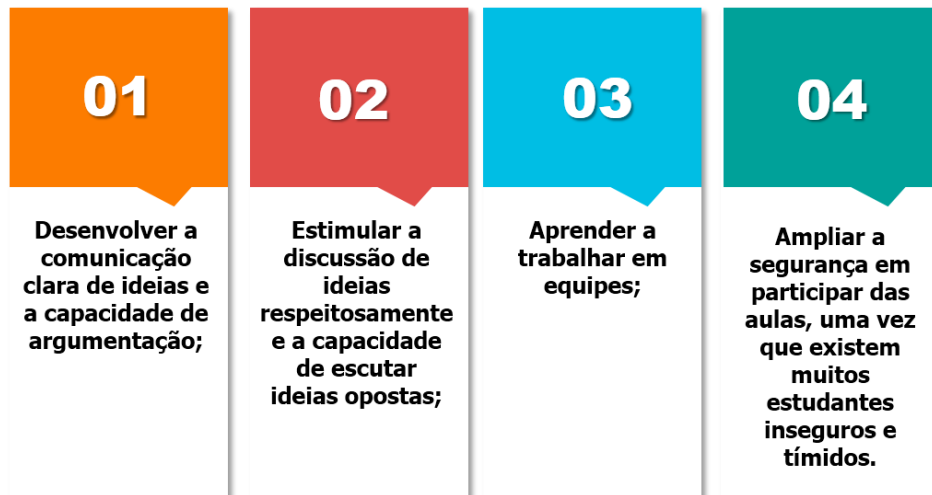 01
Desenvolver a
comunicação
clara de ideias e
a capacidade de
argumentação;
02
Estimular a
discussão de
ideias
respeitosamente
e a capacidade
de escutar
ideias opostas;
03
Aprender a
trabalhar em
equipes;
04
Ampliar a
segurança em
participar das
aulas, uma vez
que existem
muitos
estudantes
inseguros e
tímidos.